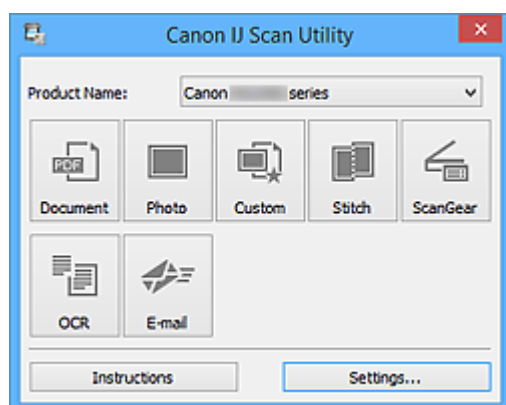 Canon IJ Scan Utility
Product Name: Canon series
Document Photo Custom Stitch ScanGear
PDF
OCR E-mail
Instructions Settings...